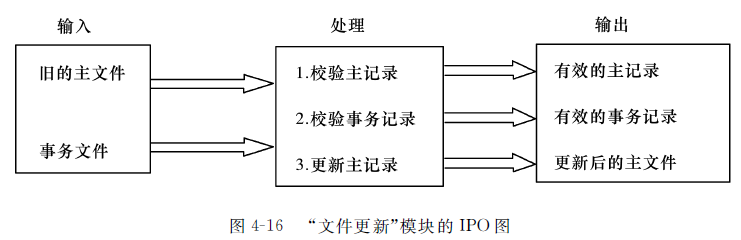 输入
处理
输出
旧的主文件
事务文件
1.校验主记录
2.校验事务记录
3.更新主记录
有效的主记录
有效的事务记录
更新后的主文件
图 4-16 “文件更新”模块的 IPO 图